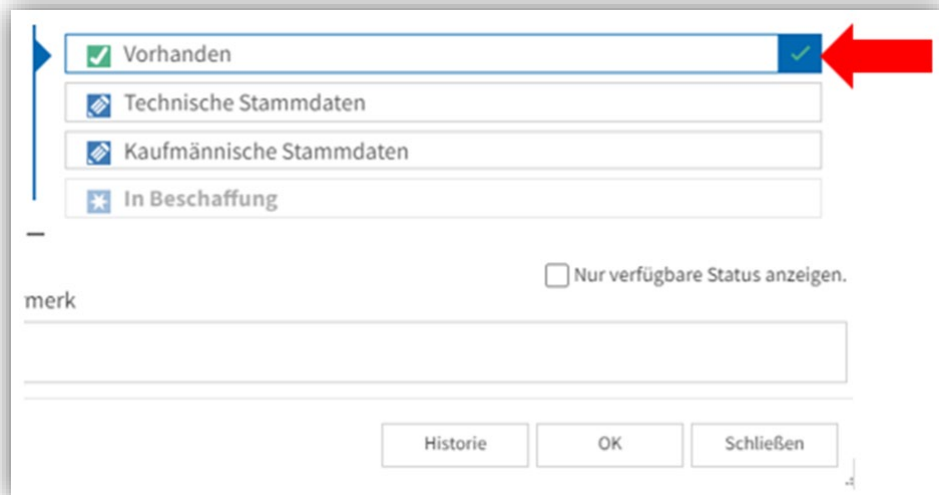 Vorhanden
Technische Stammdaten
Kaufmännische Stammdaten
In Beschaffung
Nur verfügbare Status anzeigen.
merk
Historie
OK
Schließen